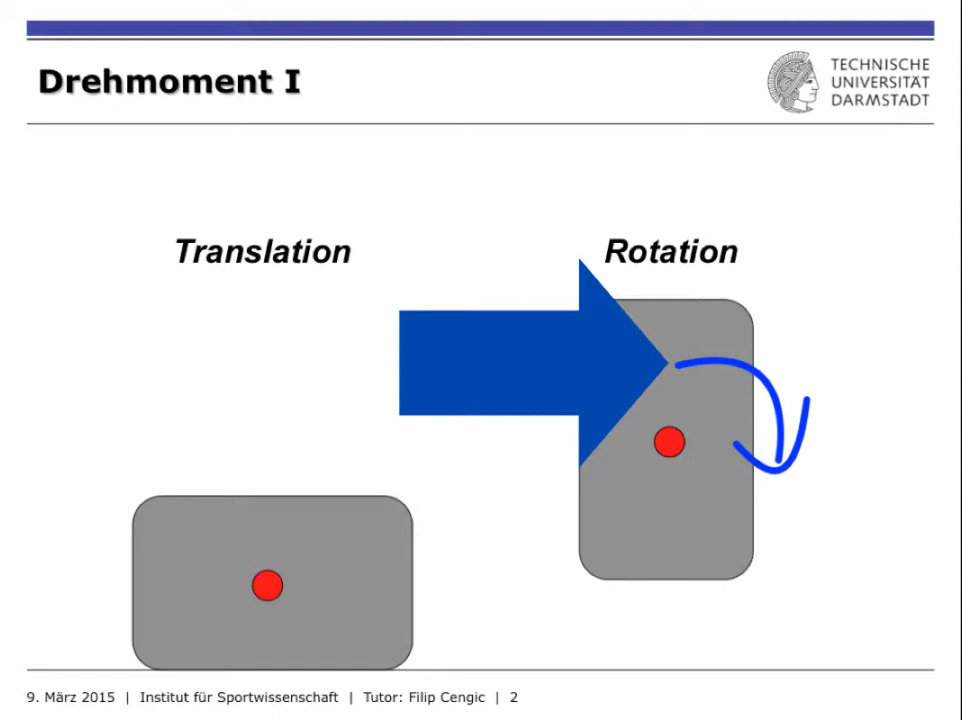 Drehmoment I
TECHNISCHE
UNIVERSITÄT
DARMSTADT
Translation
Rotation
9. März 2015 | Institut für Sportwissenschaft | Tutor: Filip Cengic | 2